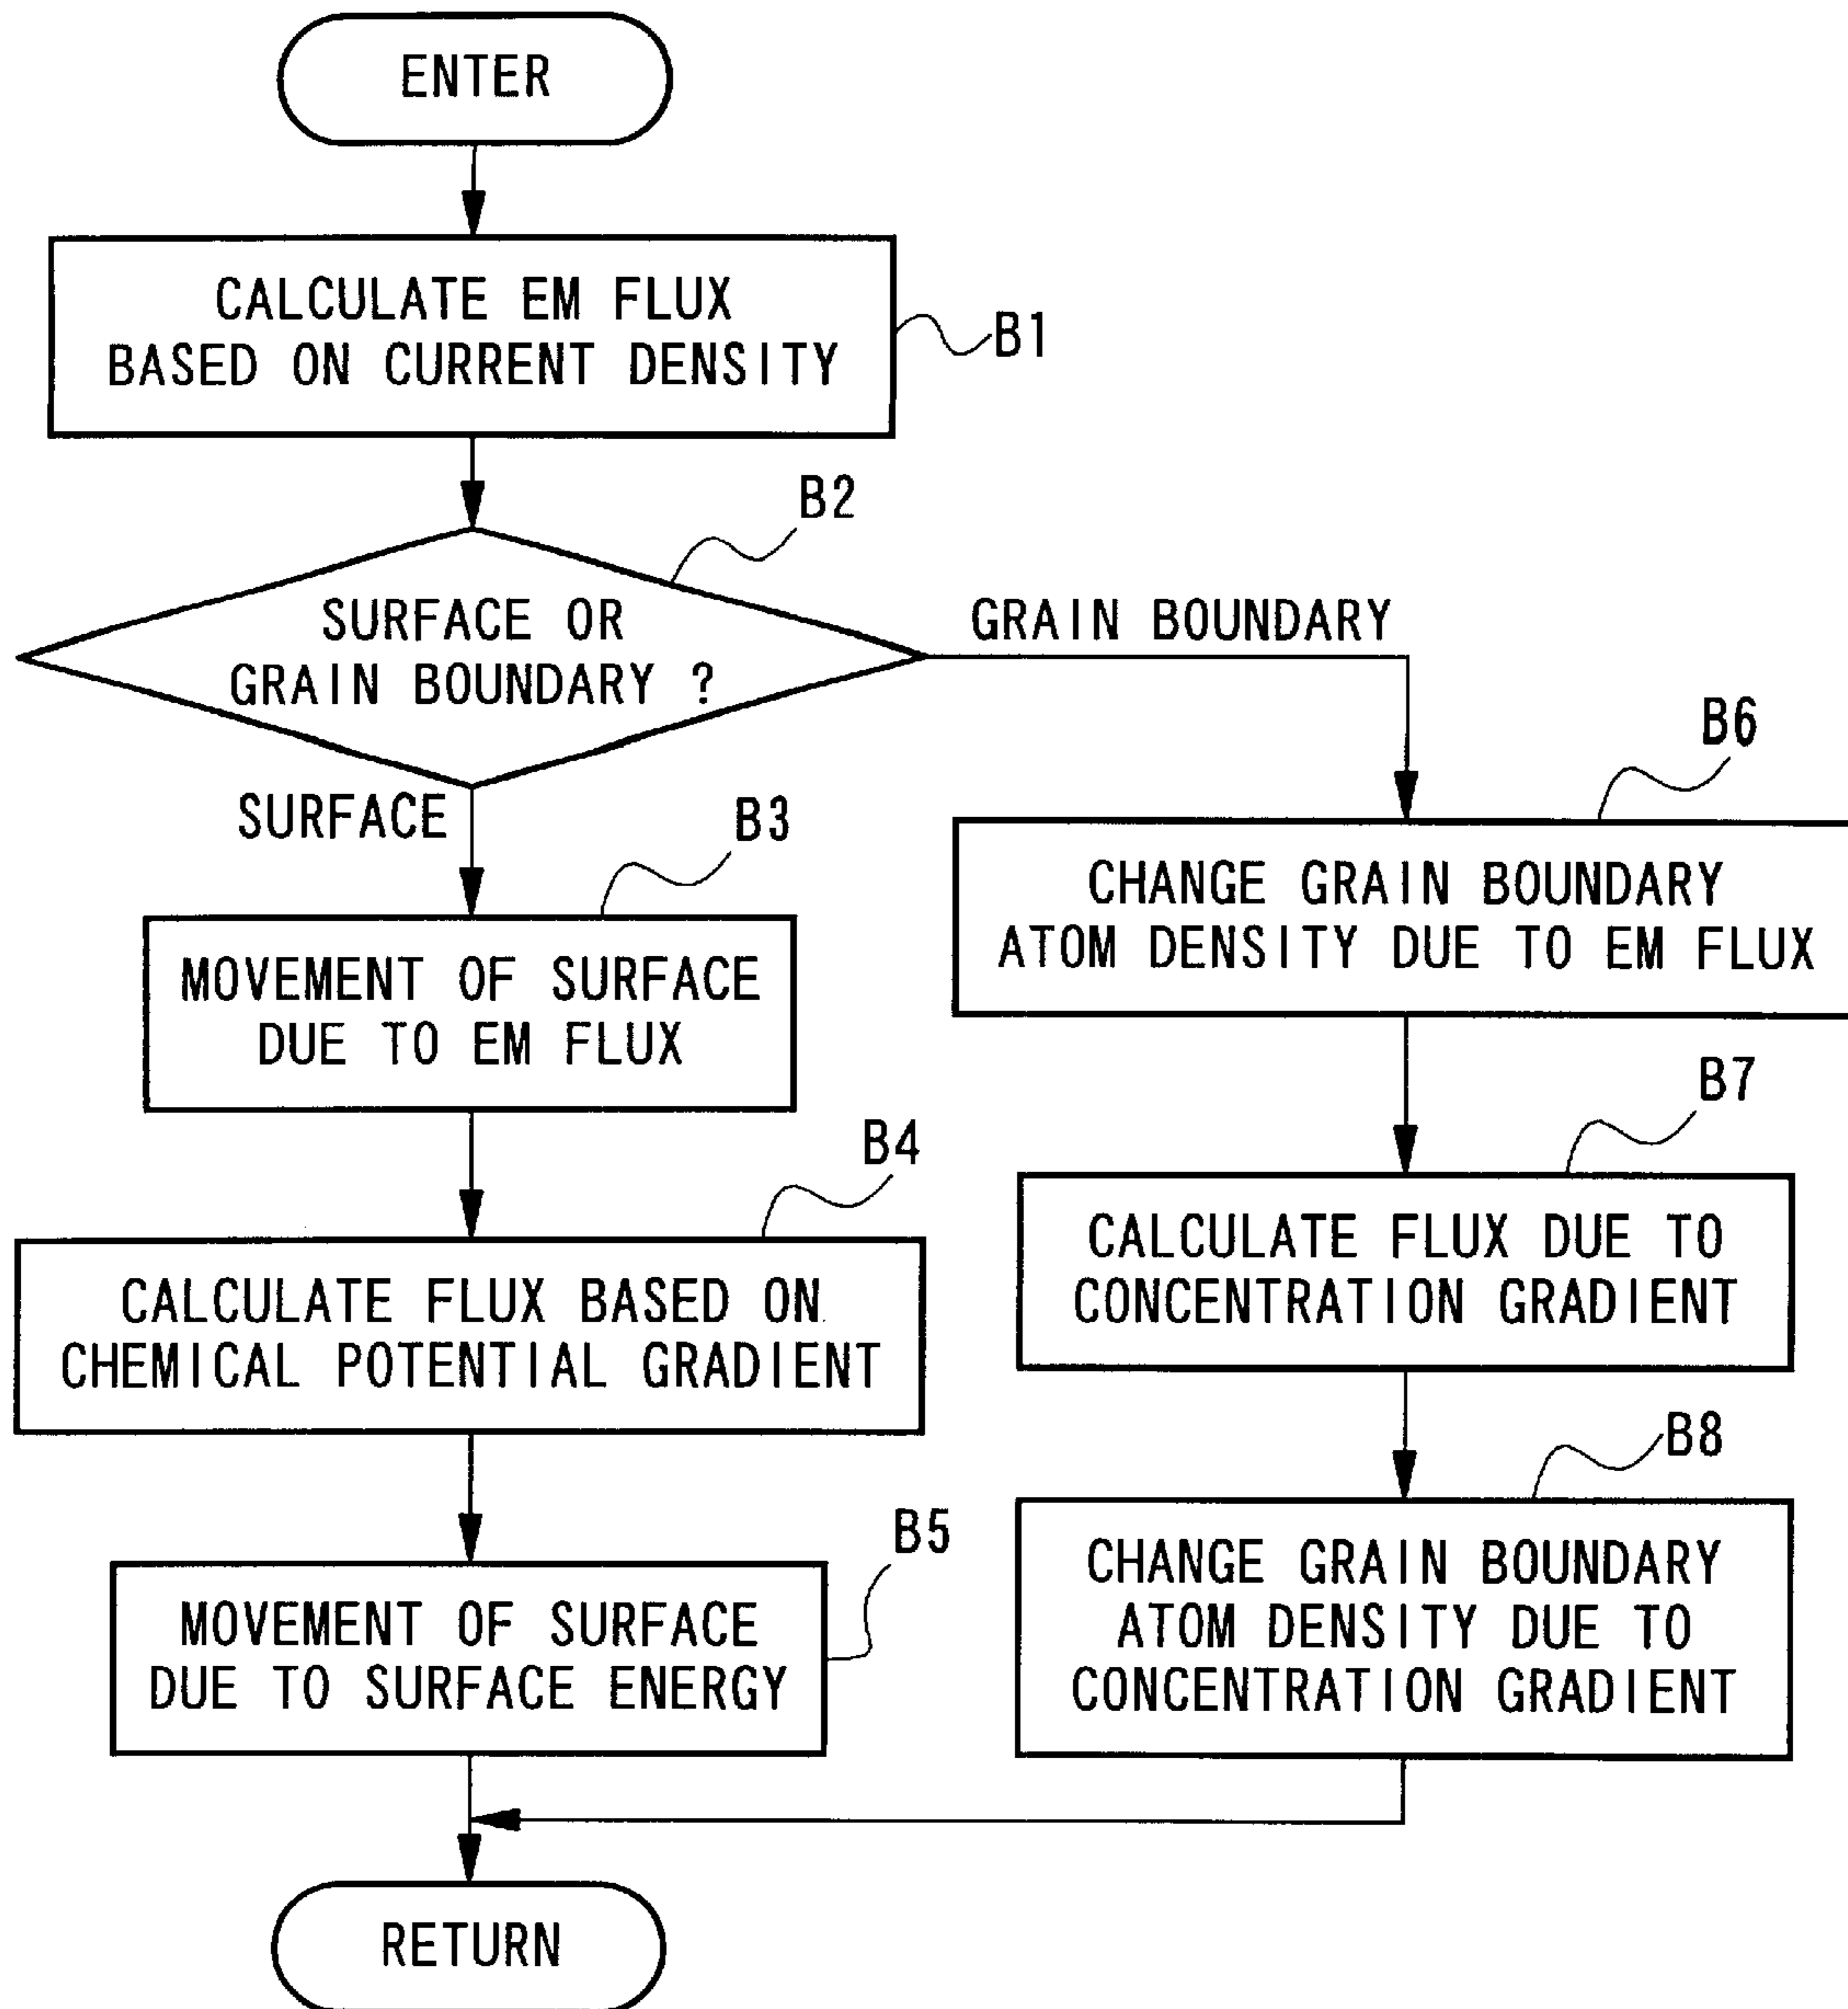 ENTER
CALCULATE EM FLUX
BASED ON CURRENT DENSITY
B1
B2
SURFACE OR
GRAIN BOUNDARY ?
GRAIN BOUNDARY
SURFACE
B3
MOVEMENT OF SURFACE
DUE TO EM FLUX
B4
CALCULATE FLUX BASED ON
CHEMICAL POTENTIAL GRADIENT
B5
MOVEMENT OF SURFACE
DUE TO SURFACE ENERGY
B6
CHANGE GRAIN BOUNDARY
ATOM DENSITY DUE TO EM FLUX
B7
CALCULATE FLUX DUE TO
CONCENTRATION GRADIENT
B8
CHANGE GRAIN BOUNDARY
ATOM DENSITY DUE TO
CONCENTRATION GRADIENT
RETURN